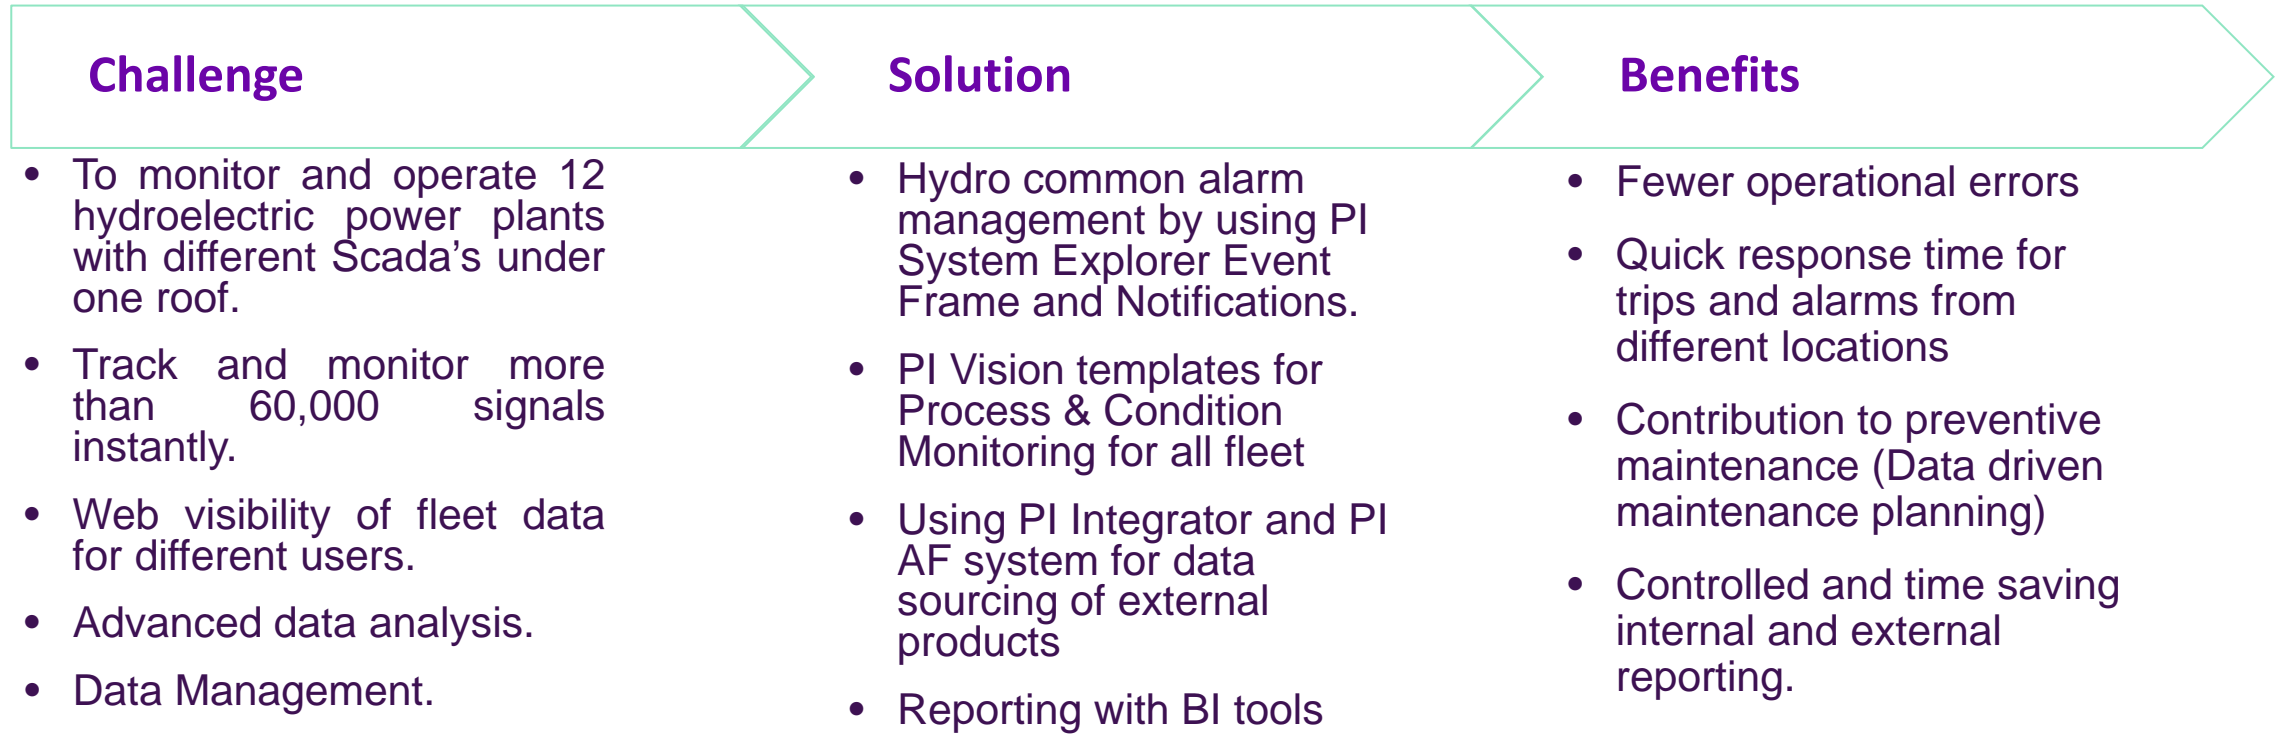 Challenge
To monitor and operate 12
hydroelectric power plants
with different Scada's under
one roof.
Track and monitor more
than 60,000 signals
instantly.
Web visibility of fleet data
for different users.
Advanced data analysis.
Data Management.
Solution
Hydro common alarm
management by using PI
System Explorer Event
Frame and Notifications.
PI Vision templates for
Process & Condition
Monitoring for all fleet
Using PI Integrator and PI
AF system for data
sourcing of external
products
Reporting with BI tools
Benefits
Fewer operational errors
Quick response time for
trips and alarms from
different locations
Contribution to preventive
maintenance (Data driven
maintenance planning)
Controlled and time saving
internal and external
reporting.